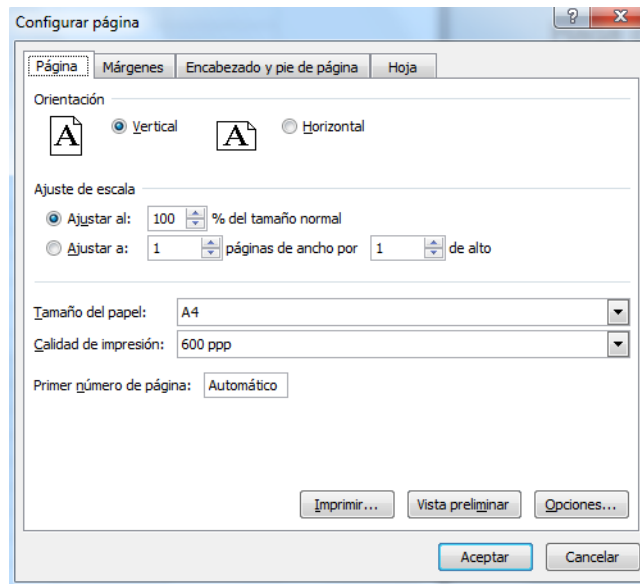 Configurar página
Página Márgenes Encabezado y pie de página Hoja
Orientación
A Vertical A Horizontal
Ajuste de escala
Ajustar al: 100 % del tamaño normal
Ajustar a: 1 páginas de ancho por 1 de alto
Tamaño del papel: A4
Calidad de impresión: 600 ppp
Primer número de página: Automático
Imprimir... Vista preliminar Opciones...
Aceptar Cancelar